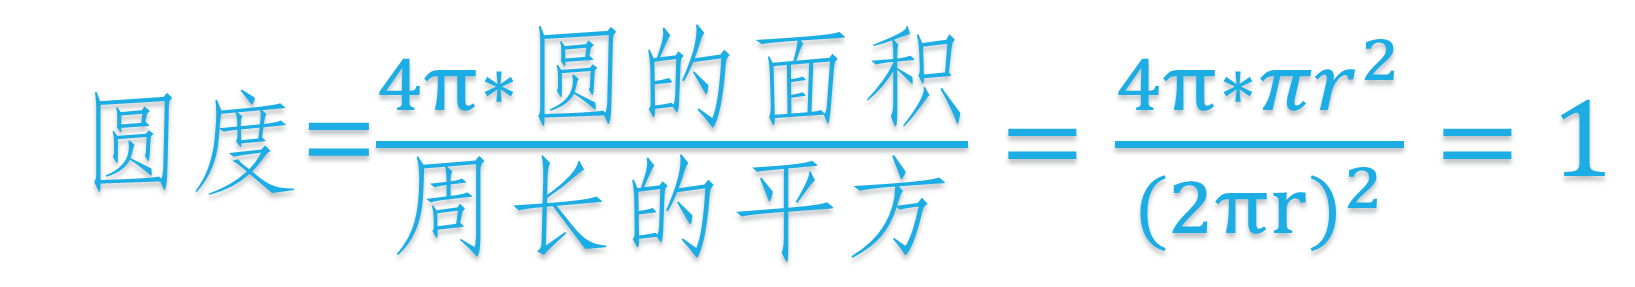 圆度=4π*圆的面积/周长的平方 = 4π*πr²/(2πr)² = 1